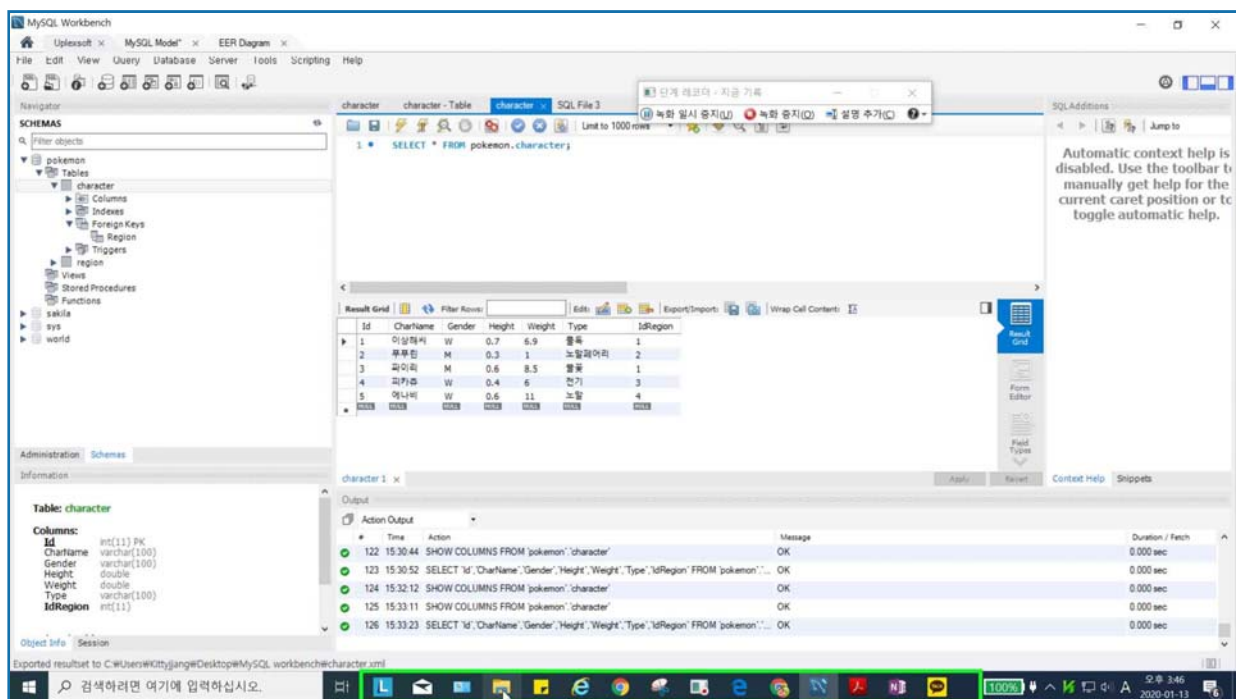 MySQL Workbench
Uplexsoft × MySQL Model* × EER Diagram ×
File Edit View Query Database Server Tools Scripting Help
단계 레코더 - 지금 기록
녹화 일시 중지(U) 녹화 중지(O) 설명 추가(C)
Navigator
character character - Table character × SQL File 3
SQLAdditions
SCHEMAS
Filter objects
Limit to 1000 rows
Jump to
1 SELECT * FROM pokemon.character;
Automatic context help is
disabled. Use the toolbar to
manually get help for the
current caret position or to
toggle automatic help.
pokemon
Tables
character
Columns
Indexes
Foreign Keys
Region
Triggers
region
Views
Stored Procedures
Functions
sakila
sys
world
Result Grid Filter Rows: Edit: Export/Import: Wrap Cell Content:
Id CharName Gender Height Weight Type IdRegion
1 이상해씨 W 0.7 6.9 풀독 1
2 푸푸린 M 0.3 1 노말페어리 2
3 파이리 M 0.6 8.5 불꽃 1
4 피카츄 W 0.4 6 전기 3
5 에나비 W 0.6 11 노말 4
NULL NULL NULL NULL NULL NULL NULL
Result
Grid
Form
Editor
Field
Types
Administration Schemas
Information
character 1 ×
Apply Revert
Context Help Snippets
Table: character
Columns:
Id int(11) PK
CharName varchar(100)
Gender varchar(100)
Height double
Weight double
Type varchar(100)
IdRegion int(11)
Object Info Session
Output
Action Output
# Time Action Message Duration / Fetch
122 15:30:44 SHOW COLUMNS FROM `pokemon`.`character` OK 0.000 sec
123 15:30:52 SELECT `Id`,`CharName`,`Gender`,`Height`,`Weight`,`Type`,`IdRegion` FROM `pokemon`.`... OK 0.000 sec
124 15:32:12 SHOW COLUMNS FROM `pokemon`.`character` OK 0.000 sec
125 15:33:11 SHOW COLUMNS FROM `pokemon`.`character` OK 0.000 sec
126 15:33:23 SELECT `Id`,`CharName`,`Gender`,`Height`,`Weight`,`Type`,`IdRegion` FROM `pokemon`.`... OK 0.000 sec
Exported resultset to C:₩Users₩Kittyjjang₩Desktop₩MySQL workbench₩character.xml
검색하려면 여기에 입력하십시오.
100%
A
오후 3:46
2020-01-13